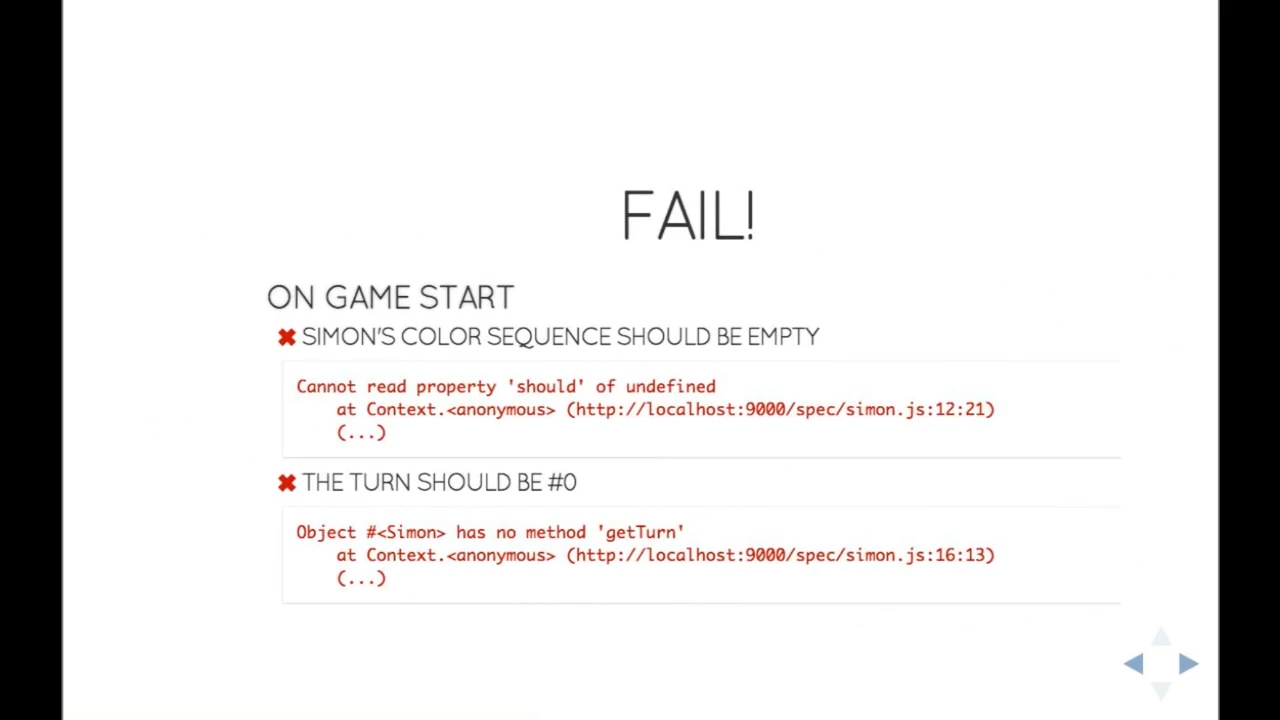 FAIL!
ON GAME START
✖ SIMON'S COLOR SEQUENCE SHOULD BE EMPTY
Cannot read property 'should' of undefined
at Context.<anonymous> (http://localhost:9000/spec/simon.js:12:21)
(...)
✖ THE TURN SHOULD BE #0
Object #<Simon> has no method 'getTurn'
at Context.<anonymous> (http://localhost:9000/spec/simon.js:16:13)
(...)